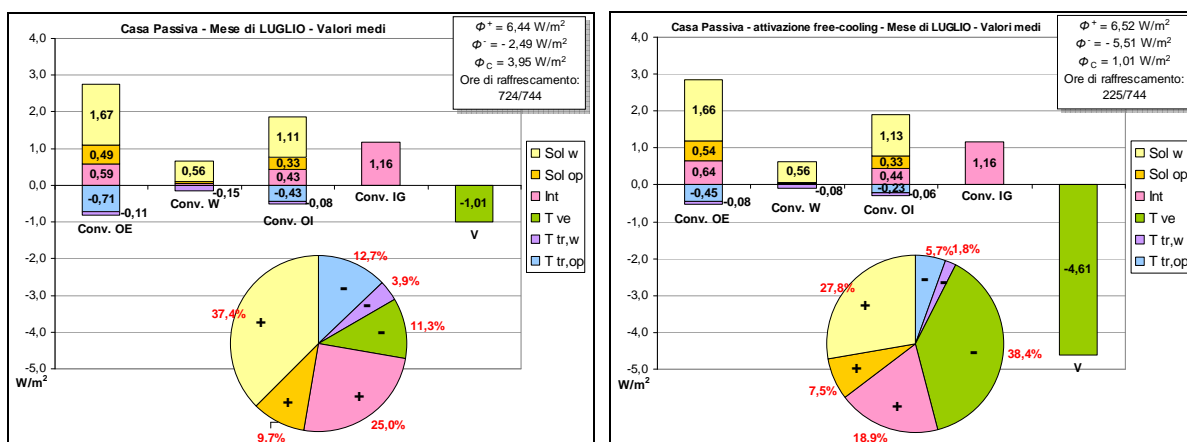 Casa Passiva - Mese di LUGLIO - Valori medi
Φ⁺ = 6,44 W/m²
Φ⁻ = - 2,49 W/m²
Φ_C = 3,95 W/m²
Ore di raffrescamento:
724/744
4,0
3,0
2,0
1,0
0,0
-1,0
-2,0
-3,0
-4,0
-5,0
W/m²
1,67
0,49
0,59
-0,71
-0,11
Conv. OE
0,56
-0,15
Conv. W
1,11
0,33
0,43
-0,43
-0,08
Conv. OI
1,16
Conv. IG
-1,01
V
Sol w
Sol op
Int
T ve
T tr,w
T tr,op
12,7%
3,9%
11,3%
25,0%
9,7%
37,4%
-
-
-
+
+
+
Casa Passiva - attivazione free-cooling - Mese di LUGLIO - Valori medi
Φ⁺ = 6,52 W/m²
Φ⁻ = - 5,51 W/m²
Φ_C = 1,01 W/m²
Ore di raffrescamento:
225/744
4,0
3,0
2,0
1,0
0,0
-1,0
-2,0
-3,0
-4,0
-5,0
W/m²
1,66
0,54
0,64
-0,45
-0,08
Conv. OE
0,56
-0,08
Conv. W
1,13
0,33
0,44
-0,23
-0,06
Conv. OI
1,16
Conv. IG
-4,61
V
Sol w
Sol op
Int
T ve
T tr,w
T tr,op
5,7%
1,8%
38,4%
18,9%
7,5%
27,8%
-
-
-
+
+
+